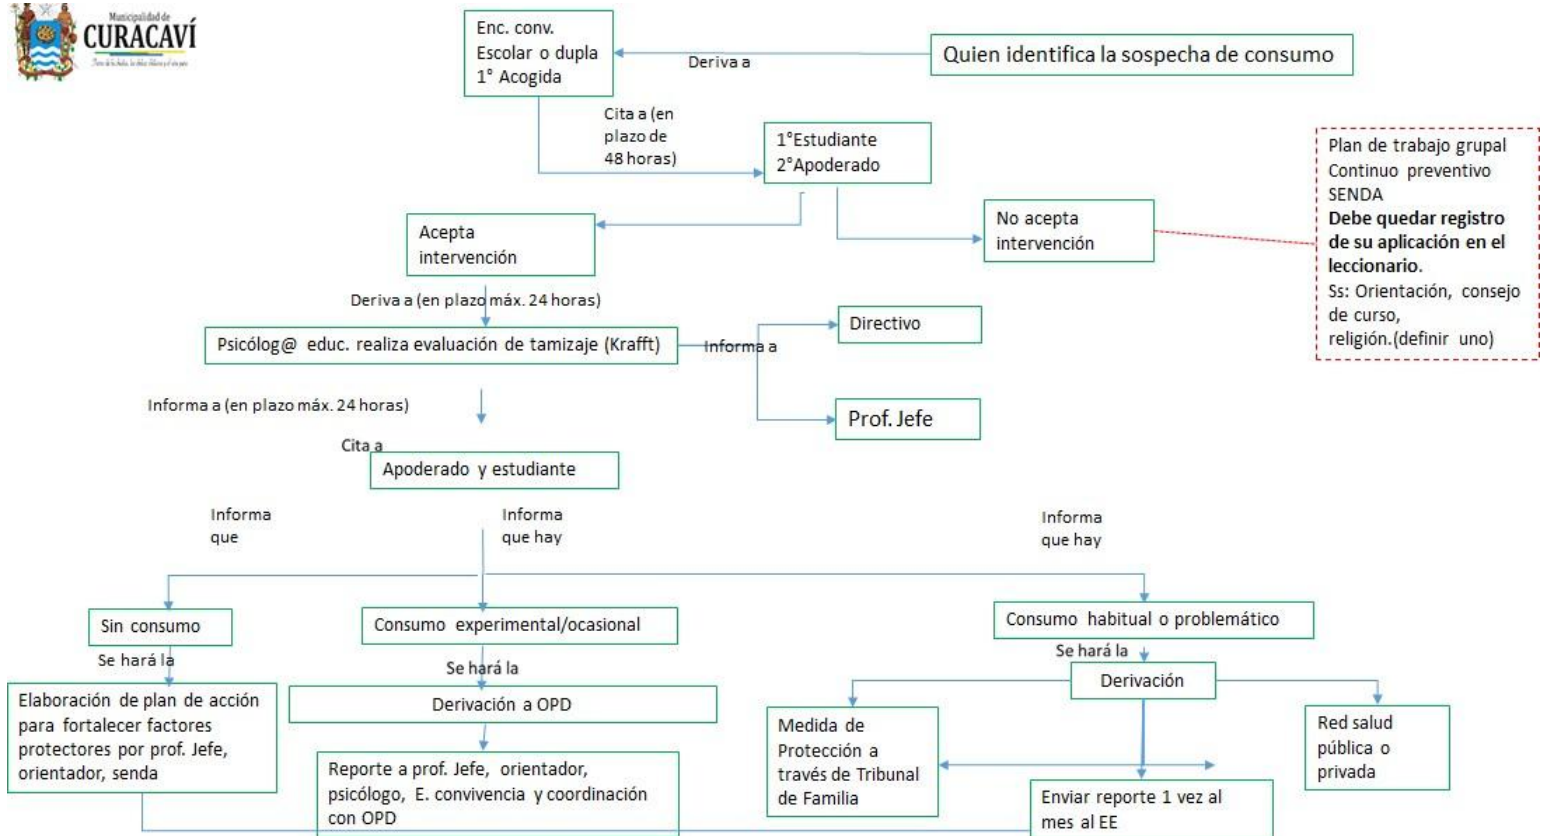 Municipalidad de
CURACAVÍ
Enc. conv.
Escolar o dupla
1° Acogida
Deriva a
Quien identifica la sospecha de consumo
Cita a (en
plazo de
48 horas)
1°Estudiante
2°Apoderado
Plan de trabajo grupal
Continuo preventivo
SENDA
Debe quedar registro
de su aplicación en el
leccionario.
Ss: Orientación, consejo
de curso,
religión.(definir uno)
Acepta
intervención
No acepta
intervención
Deriva a (en plazo máx. 24 horas)
Psicólog@ educ. realiza evaluación de tamizaje (Krafft)
Informa a
Directivo
Prof. Jefe
Informa a (en plazo máx. 24 horas)
Cita a
Apoderado y estudiante
Informa
que
Informa
que hay
Informa
que hay
Sin consumo
Consumo experimental/ocasional
Consumo habitual o problemático
Se hará la
Se hará la
Se hará la
Elaboración de plan de acción
para fortalecer factores
protectores por prof. Jefe,
orientador, senda
Derivación a OPD
Derivación
Reporte a prof. Jefe, orientador,
psicólogo, E. convivencia y coordinación
con OPD
Medida de
Protección a
través de Tribunal
de Familia
Red salud
pública o
privada
Enviar reporte 1 vez al
mes al EE